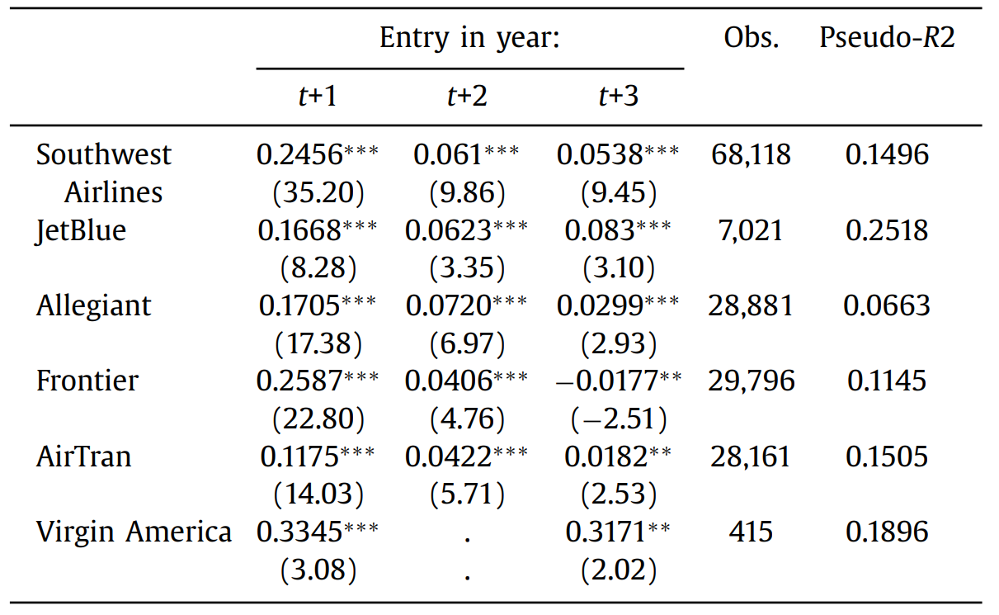 Entry in year: Obs. Pseudo-R2
t+1 t+2 t+3
Southwest 0.2456*** 0.061*** 0.0538*** 68,118 0.1496
Airlines (35.20) (9.86) (9.45)
JetBlue 0.1668*** 0.0623*** 0.083*** 7,021 0.2518
(8.28) (3.35) (3.10)
Allegiant 0.1705*** 0.0720*** 0.0299*** 28,881 0.0663
(17.38) (6.97) (2.93)
Frontier 0.2587*** 0.0406*** −0.0177** 29,796 0.1145
(22.80) (4.76) (−2.51)
AirTran 0.1175*** 0.0422*** 0.0182** 28,161 0.1505
(14.03) (5.71) (2.53)
Virgin America 0.3345*** . 0.3171** 415 0.1896
(3.08) . (2.02)